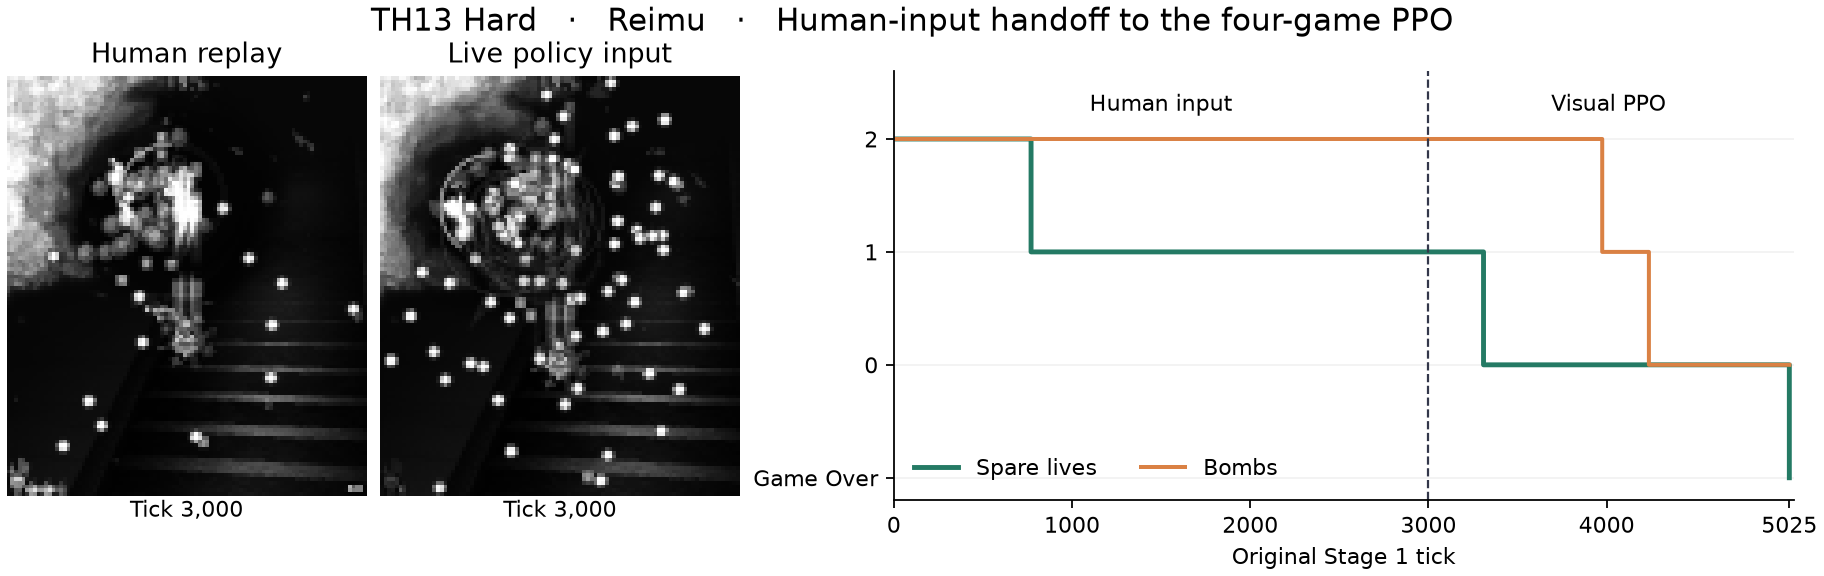 TH13 Hard · Reimu · Human-input handoff to the four-game PPO
Human replay
Live policy input
Tick 3,000
Tick 3,000
Human input
Visual PPO
2
1
0
Game Over
Spare lives
Bombs
0
1000
2000
3000
4000
5025
Original Stage 1 tick